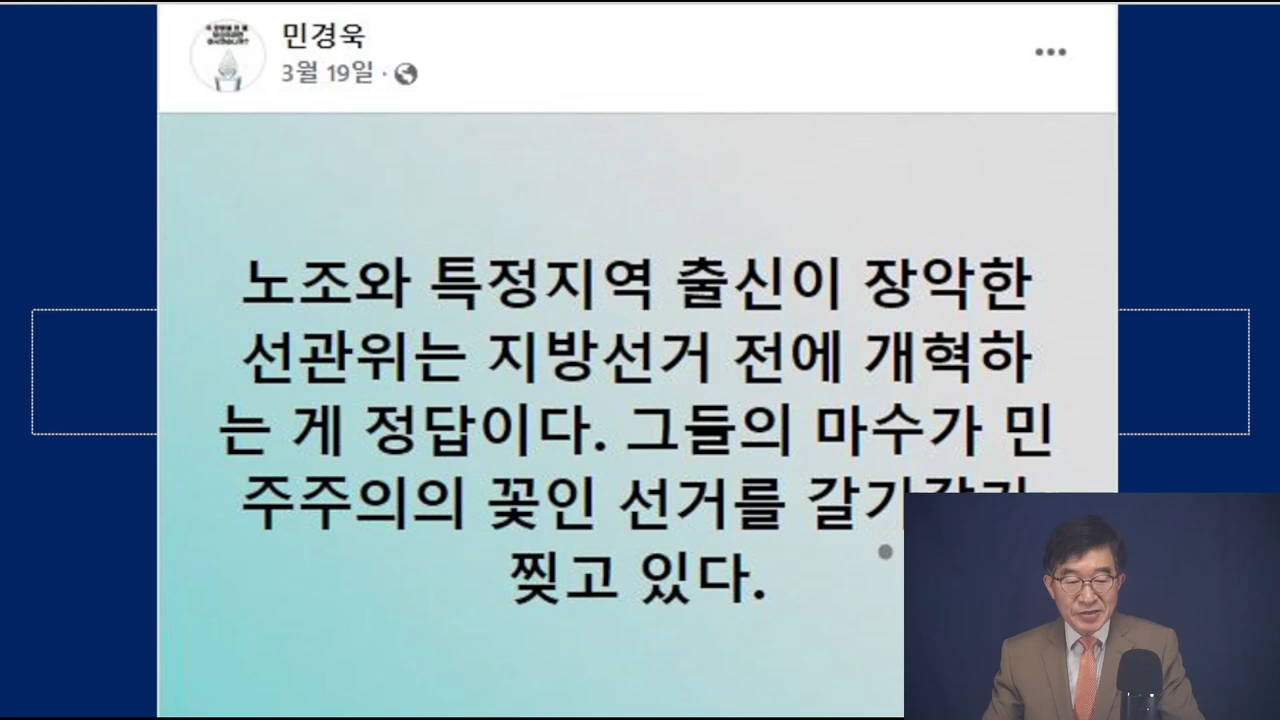 민경욱
3월 19일 ·
노조와 특정지역 출신이 장악한
선관위는 지방선거 전에 개혁하
는 게 정답이다. 그들의 마수가 민
주주의의 꽃인 선거를
찢고 있다.